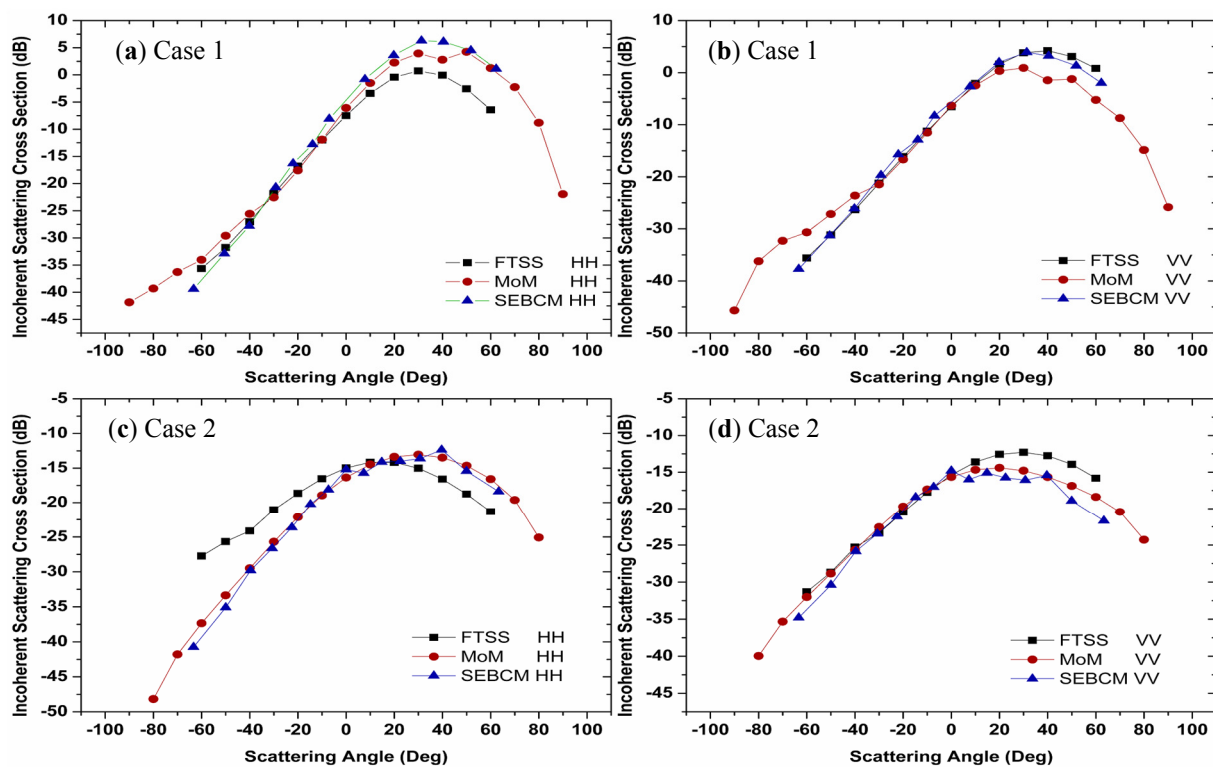 (a) Case 1
Incoherent Scattering Cross Section (dB)
10
5
0
-5
-10
-15
-20
-25
-30
-35
-40
-45
FTSS HH
MoM HH
SEBCM HH
-100 -80 -60 -40 -20 0 20 40 60 80 100
Scattering Angle (Deg)
(b) Case 1
Incoherent Scattering Cross Section (dB)
10
0
-10
-20
-30
-40
-50
FTSS VV
MoM VV
SEBCM VV
-100 -80 -60 -40 -20 0 20 40 60 80 100
Scattering Angle (Deg)
(c) Case 2
Incoherent Scattering Cross Section (dB)
-5
-10
-15
-20
-25
-30
-35
-40
-45
-50
FTSS HH
MoM HH
SEBCM HH
-100 -80 -60 -40 -20 0 20 40 60 80 100
Scattering Angle (Deg)
(d) Case 2
Incoherent Scattering Cross Section (dB)
-5
-10
-15
-20
-25
-30
-35
-40
-45
FTSS VV
MoM VV
SEBCM VV
-100 -80 -60 -40 -20 0 20 40 60 80 100
Scattering Angle (Deg)